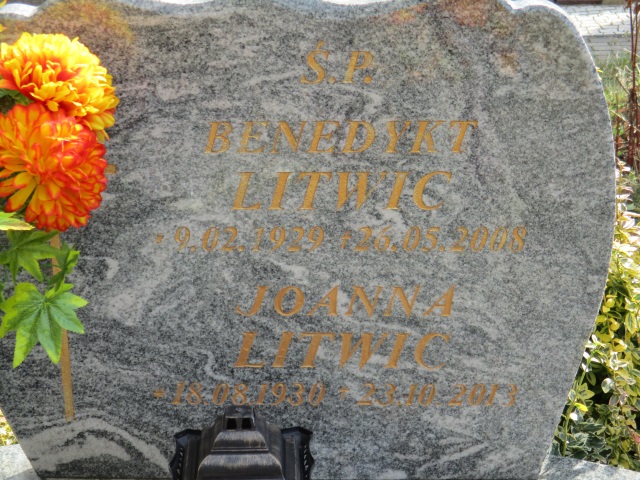 Ś.P.
BENEDYKT
LITWIC
* 9.02.1929 + 26.05.2008
JOANNA
LITWIC
* 18.08.1930 + 23.10.2013